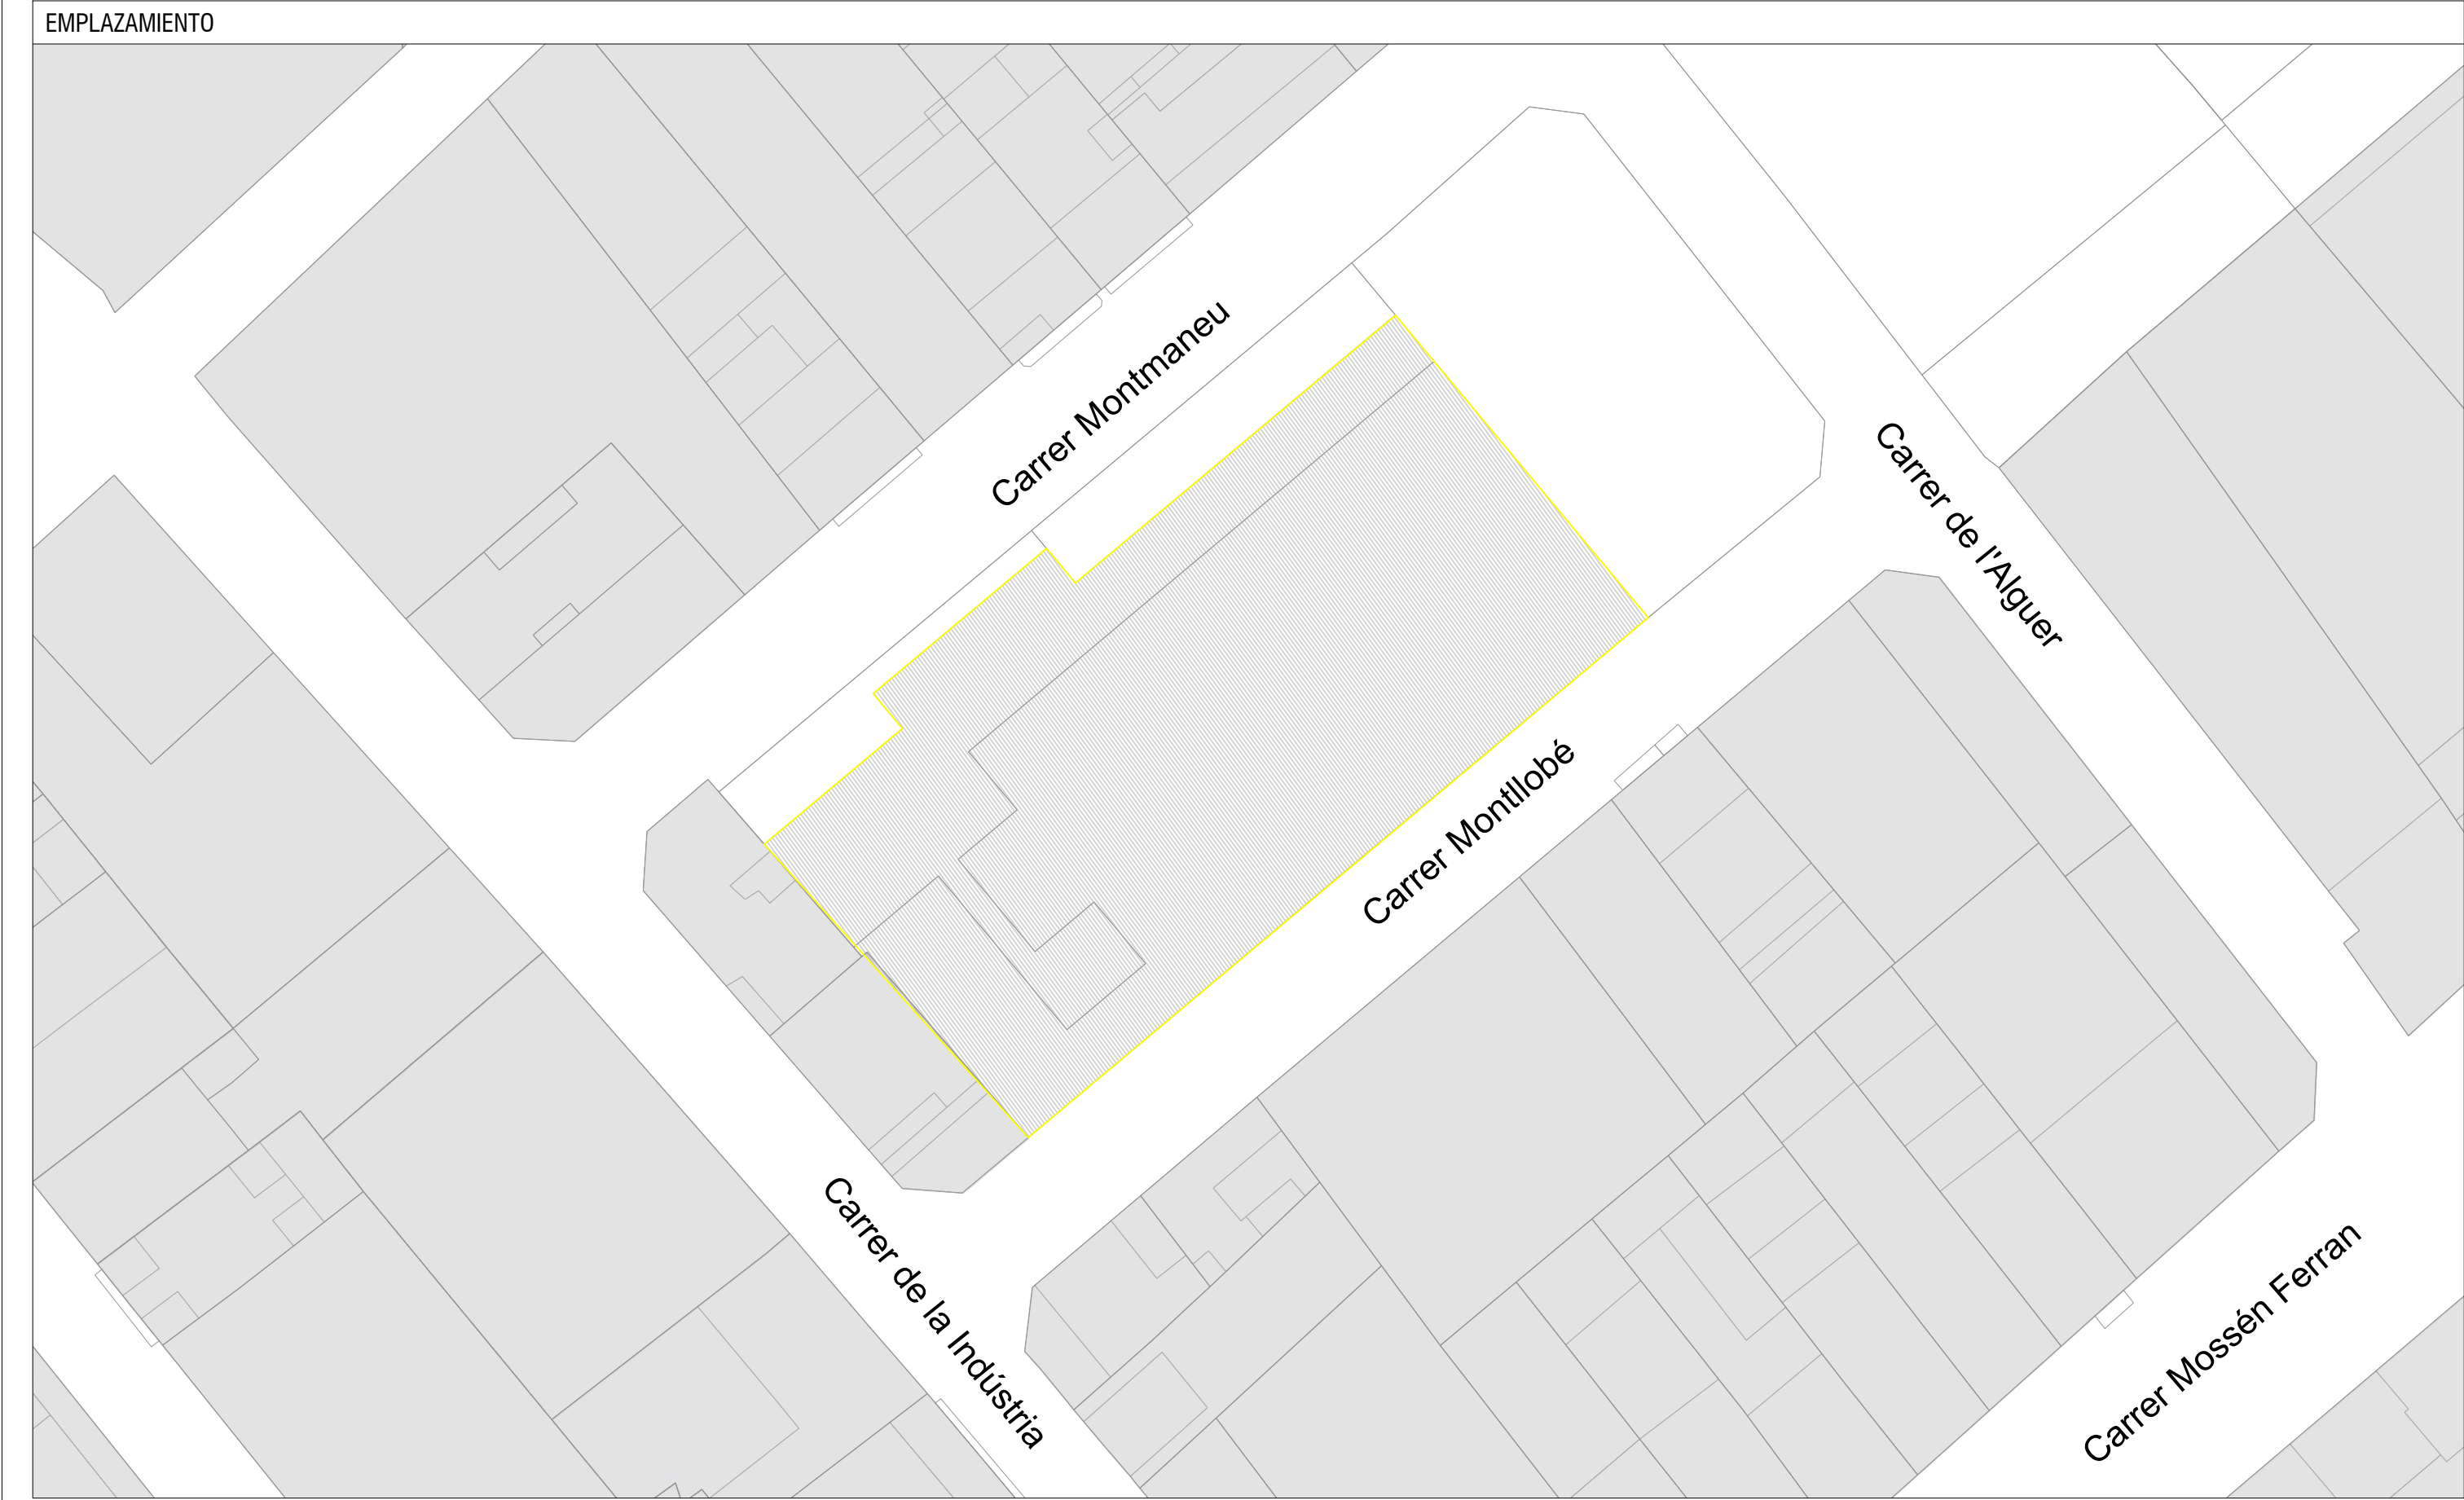 EMPLAZAMIENTO
Carrer Montmaneu
Carrer de l'Alguer
Carrer Montllobé
Carrer de la Indústria
Carrer Mossén Ferran